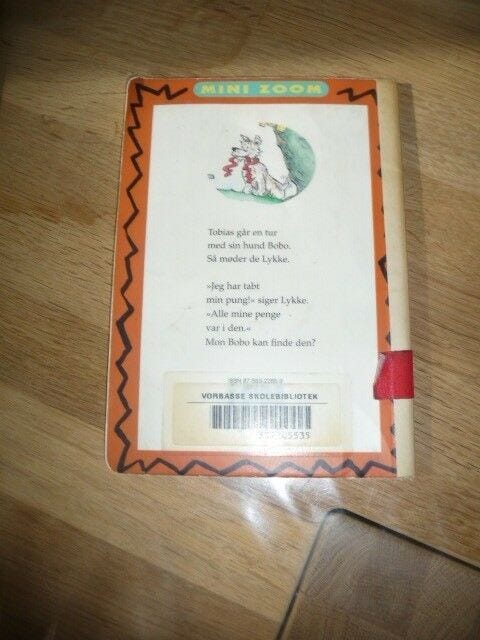 MINI ZOOM
Tobias går en tur
med sin hund Bobo.
Så møder de Lykke.
»Jeg har tabt
min pung!« siger Lykke.
»Alle mine penge
var i den.«
Mon Bobo kan finde den?
VORBASSE SKOLEBIBLIOTEK